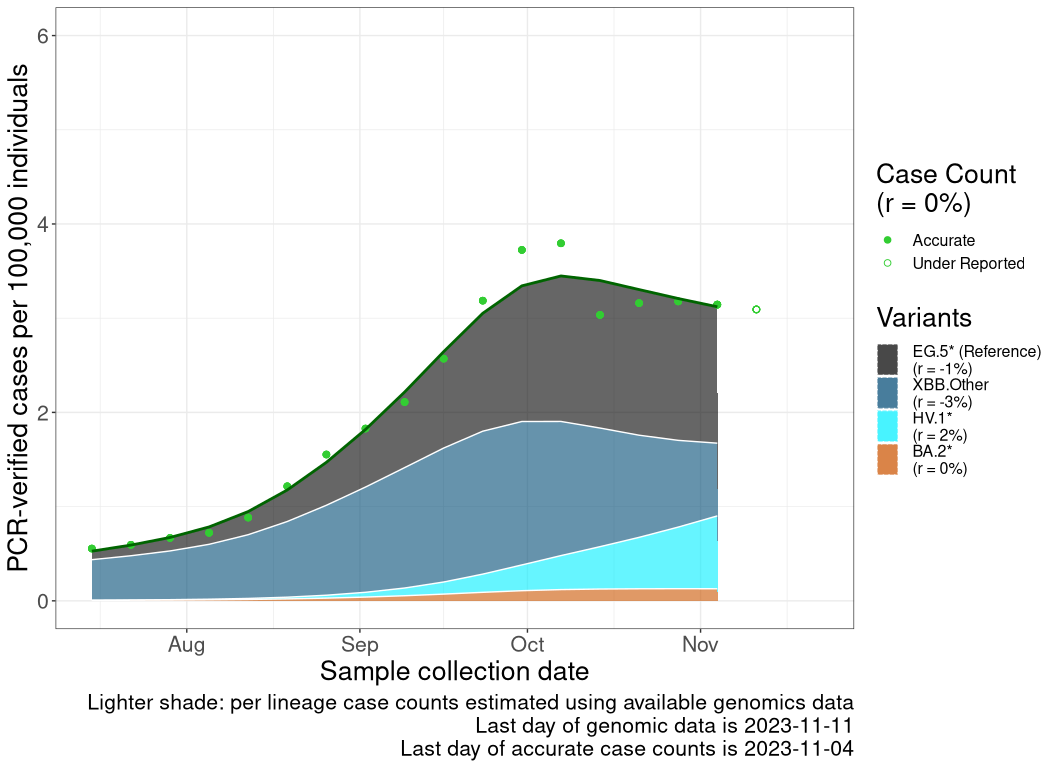 PCR-verified cases per 100,000 individuals
6
4
2
0
Aug Sep Oct Nov
Sample collection date
Lighter shade: per lineage case counts estimated using available genomics data
Last day of genomic data is 2023-11-11
Last day of accurate case counts is 2023-11-04
Case Count
(r = 0%)
Accurate
Under Reported
Variants
EG.5* (Reference)
(r = -1%)
XBB.Other
(r = -3%)
HV.1*
(r = 2%)
BA.2*
(r = 0%)